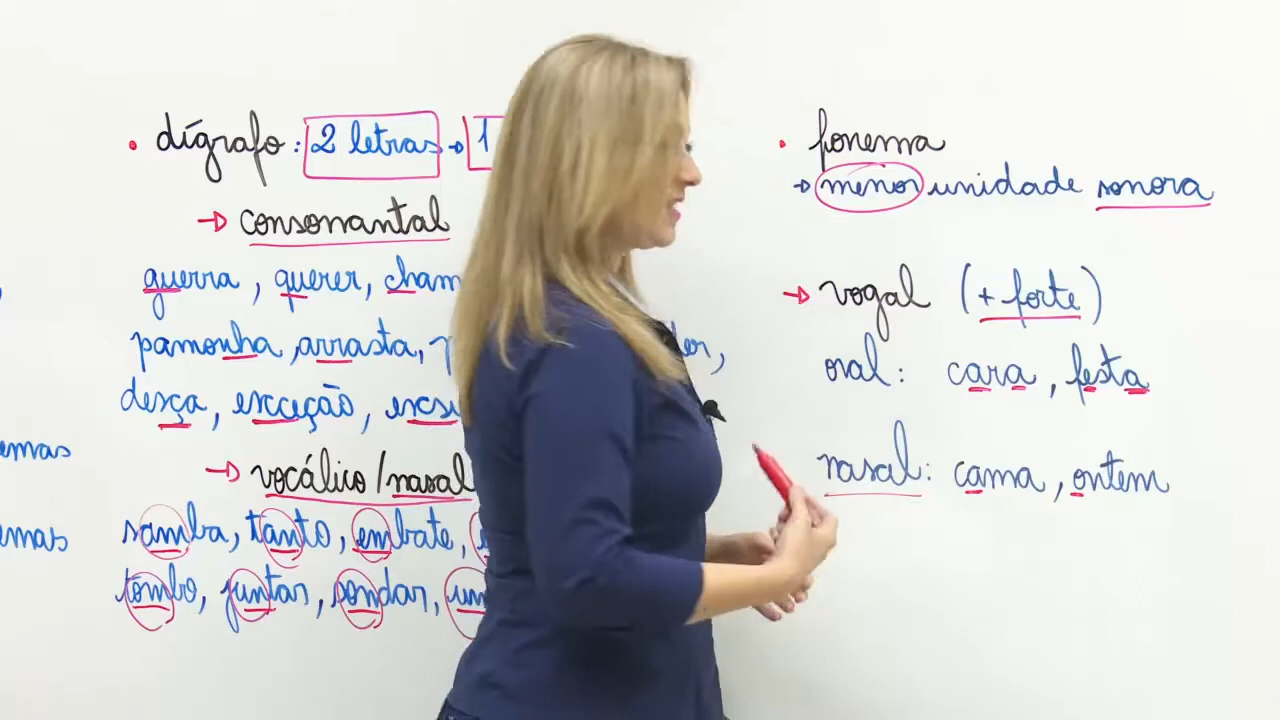 • dígrafo: 2 letras → 1
→ consonantal
guerra, querer, cham
pamonha, arrasta,
desça, exceção,
→ vocálico/nasal
samba, tanto, embate,
tombo, juntar, sondar, un
emas
emas
• fonema
→ menor unidade sonora
→ vogal (+ forte)
oral: cara, festa
nasal: cama, ontem